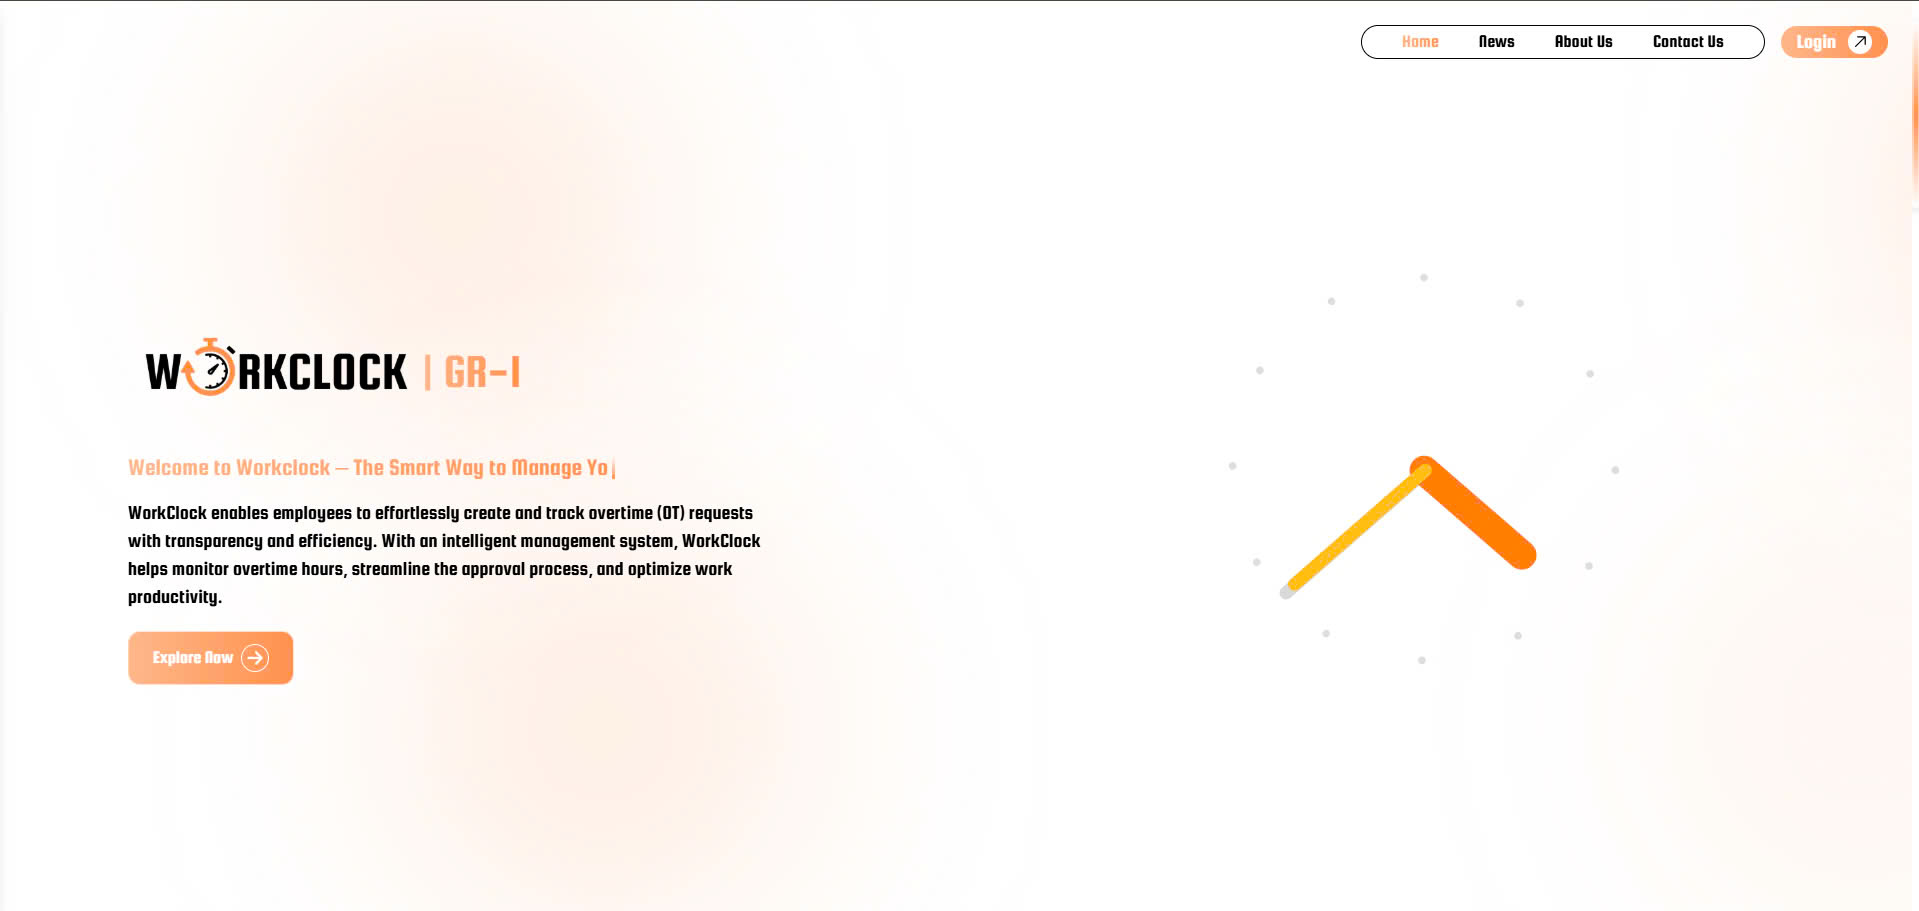 Home News About Us Contact Us Login
WORKCLOCK | GR-I
Welcome to Workclock – The Smart Way to Manage Yo
WorkClock enables employees to effortlessly create and track overtime (OT) requests
with transparency and efficiency. With an intelligent management system, WorkClock
helps monitor overtime hours, streamline the approval process, and optimize work
productivity.
Explore Now